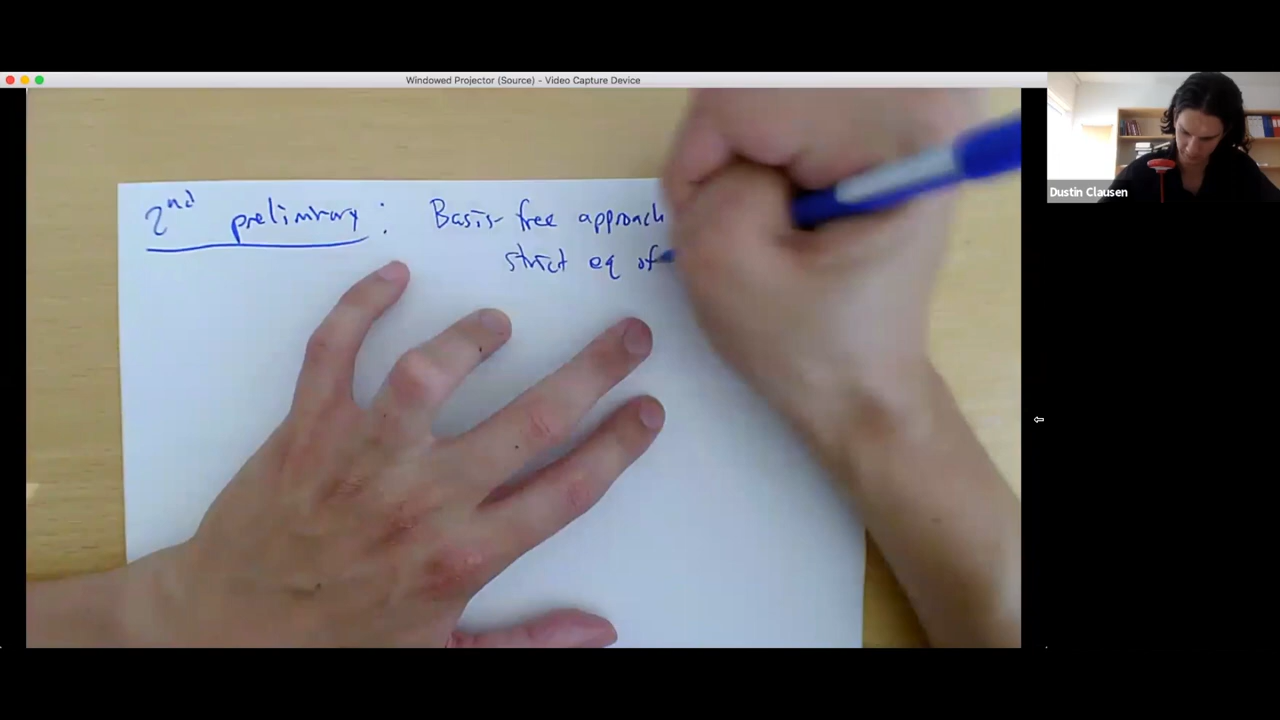 Windowed Projector (Source) - Video Capture Device
Dustin Clausen
2nd preliminary: Basis-free approach
strict eq of